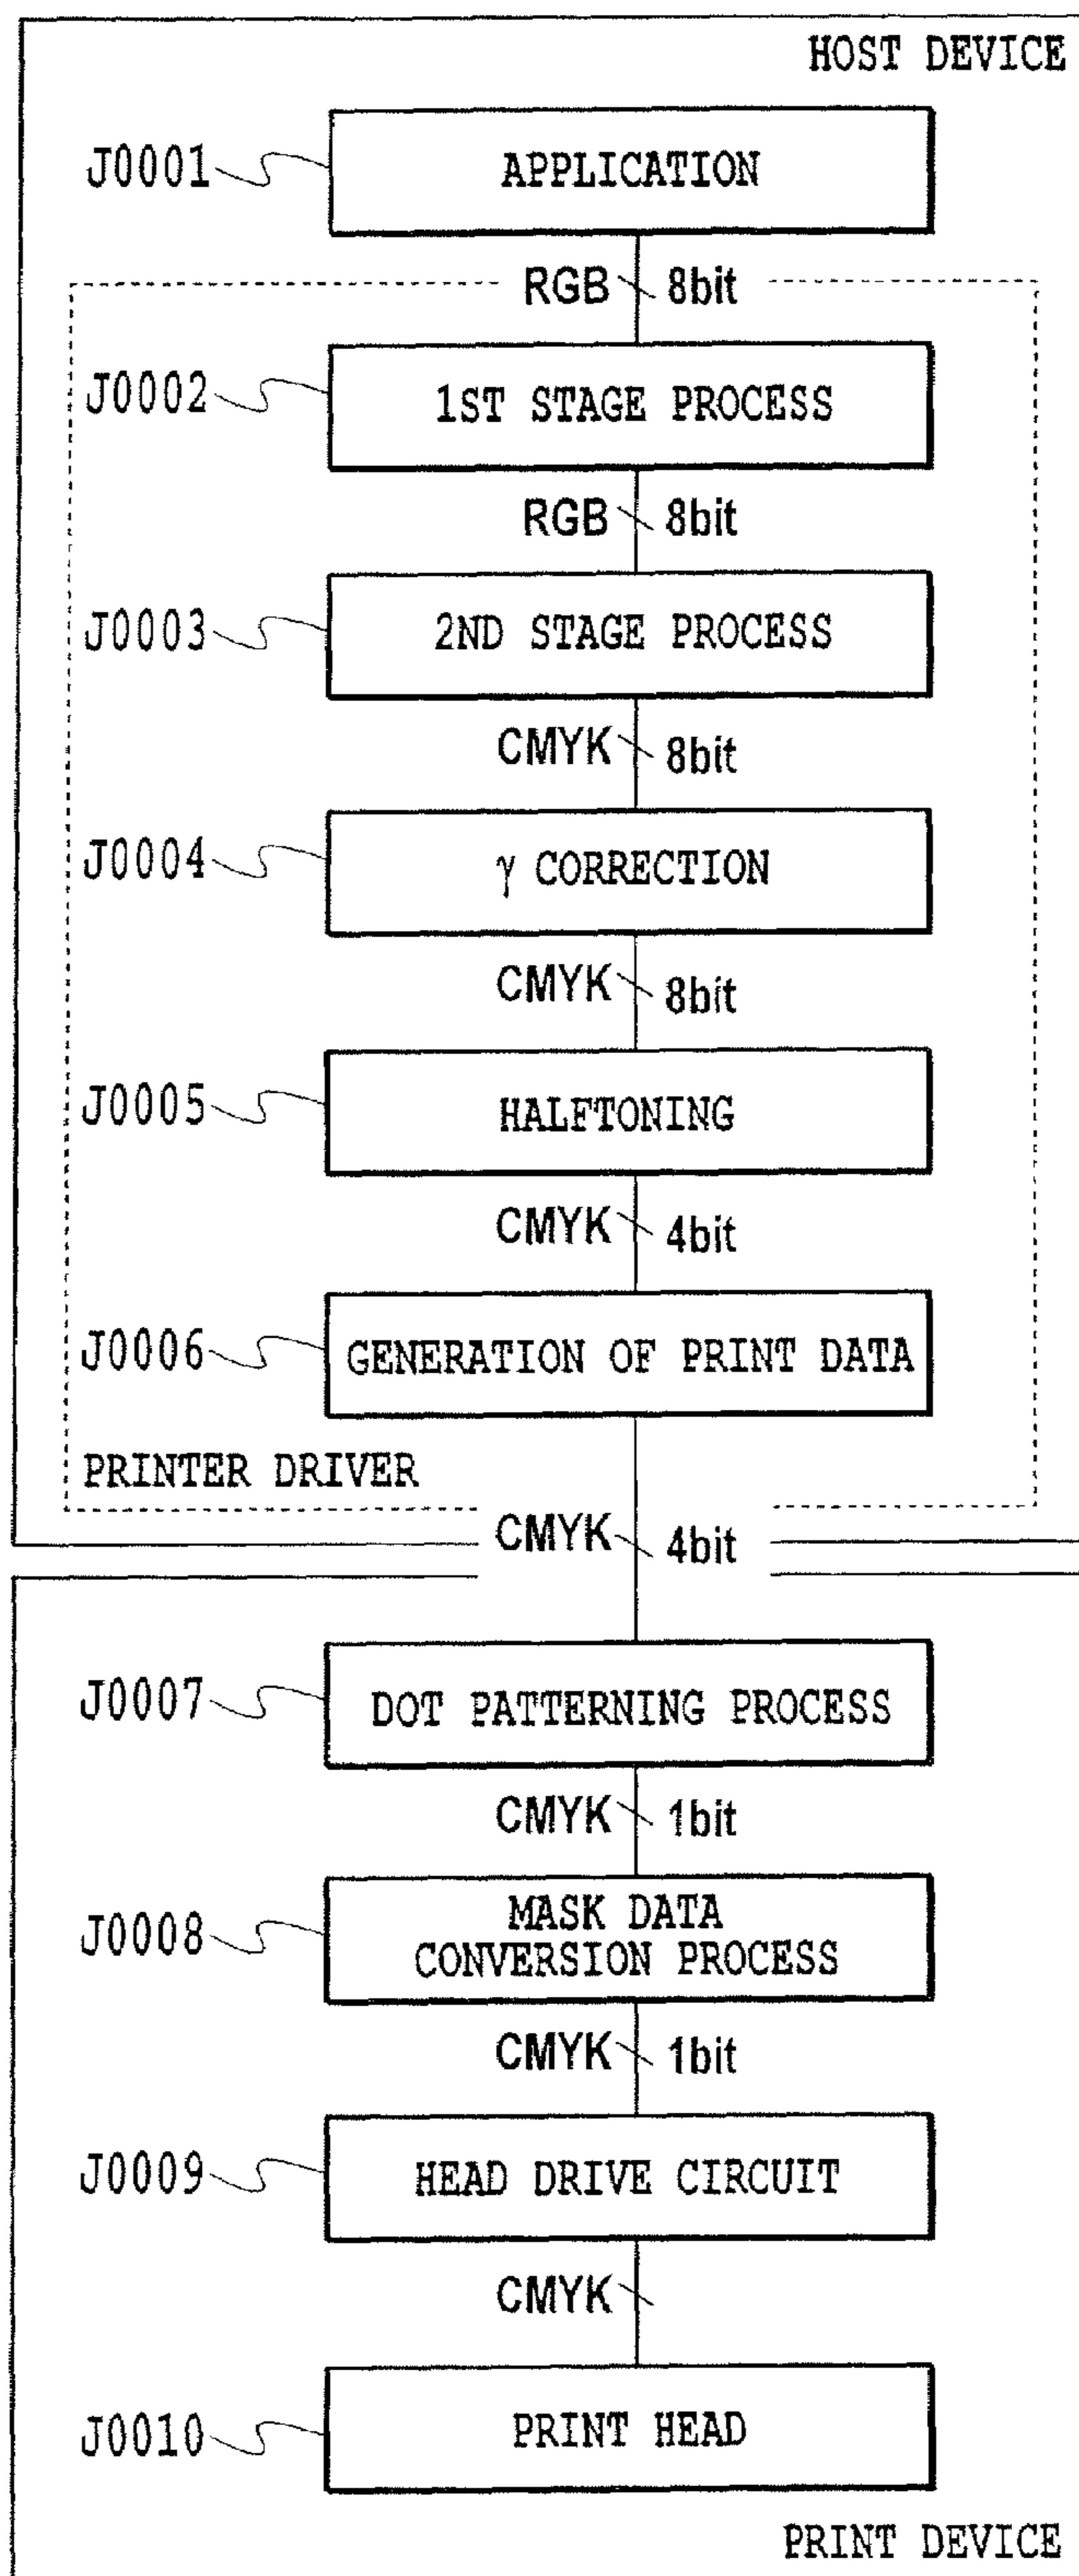 HOST DEVICE
J0001
APPLICATION
RGB 8bit
J0002
1ST STAGE PROCESS
RGB 8bit
J0003
2ND STAGE PROCESS
CMYK 8bit
J0004
γ CORRECTION
CMYK 8bit
J0005
HALFTONING
CMYK 4bit
J0006
GENERATION OF PRINT DATA
PRINTER DRIVER
CMYK 4bit
J0007
DOT PATTERNING PROCESS
CMYK 1bit
J0008
MASK DATA
CONVERSION PROCESS
CMYK 1bit
J0009
HEAD DRIVE CIRCUIT
CMYK
J0010
PRINT HEAD
PRINT DEVICE